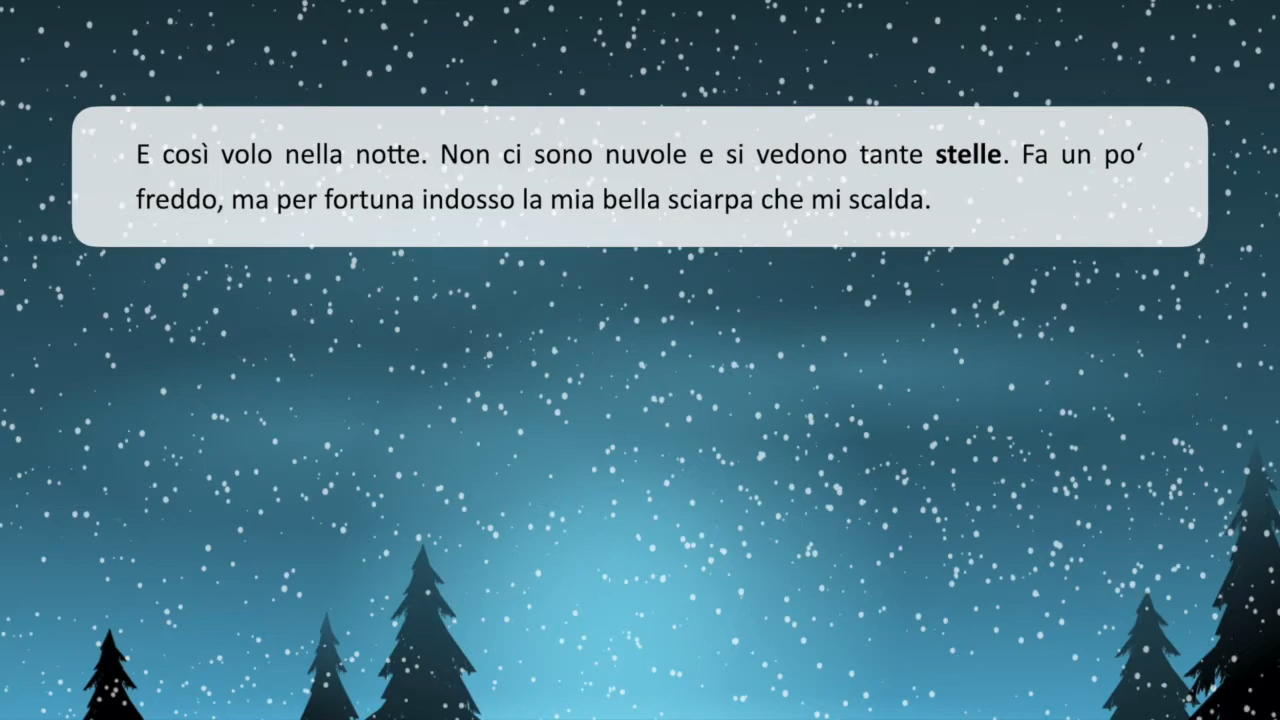 E così volo nella notte. Non ci sono nuvole e si vedono tante stelle. Fa un po‘
freddo, ma per fortuna indosso la mia bella sciarpa che mi scalda.